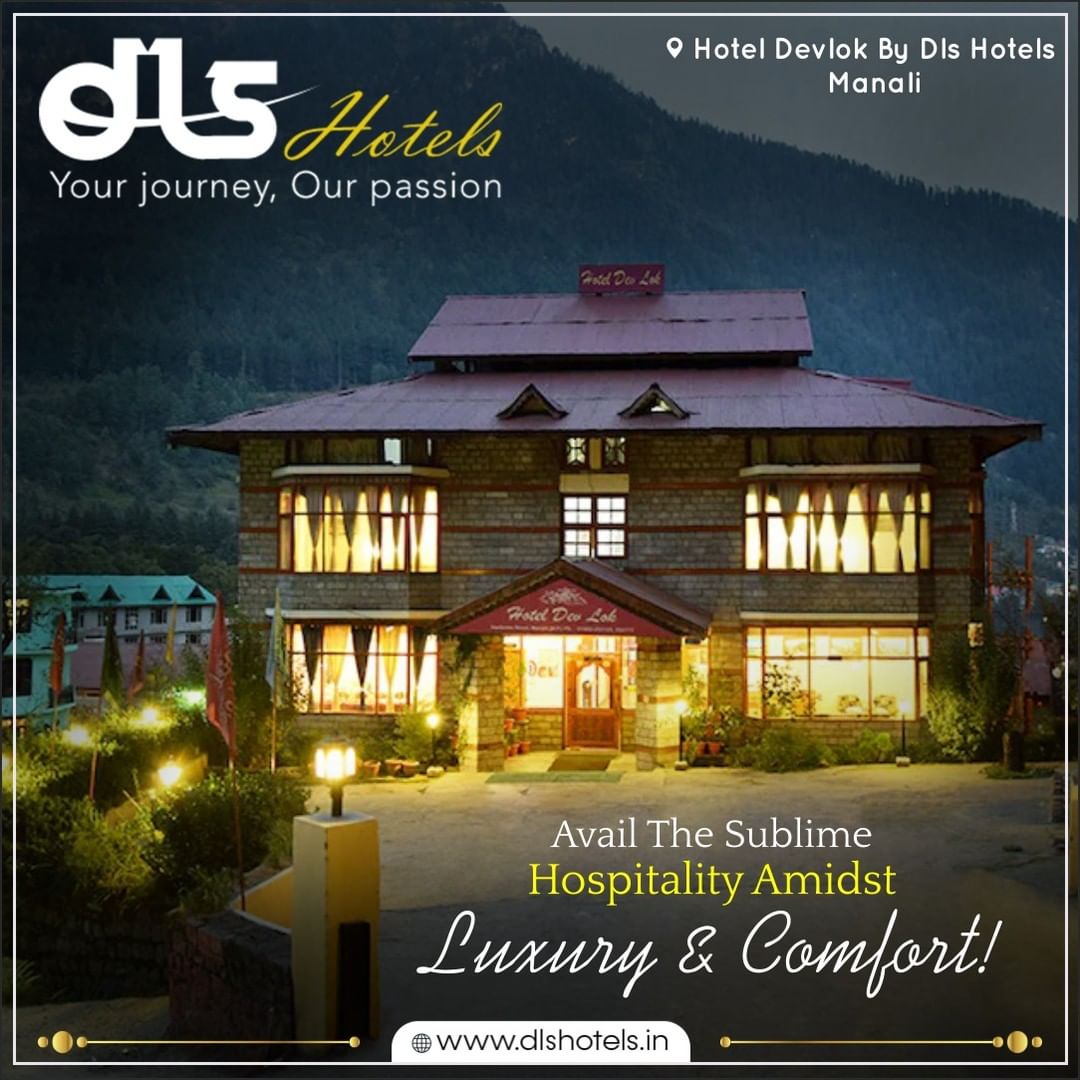 dls Hotels
Your journey, Our passion
Hotel Devlok By Dls Hotels
Manali
Hotel Dev Lok
Hotel Dev Lok
Dev
Avail The Sublime
Hospitality Amidst
Luxury & Comfort!
www.dlshotels.in